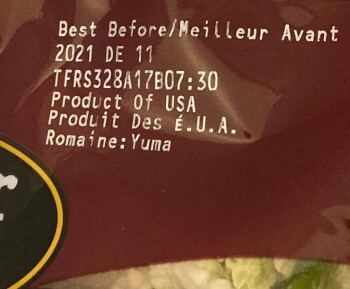 Best Before/Meilleur Avant
2021 DE 11
TFRS328A17B07:30
Product Of USA
Produit Des É.U.A.
Romaine:Yuma